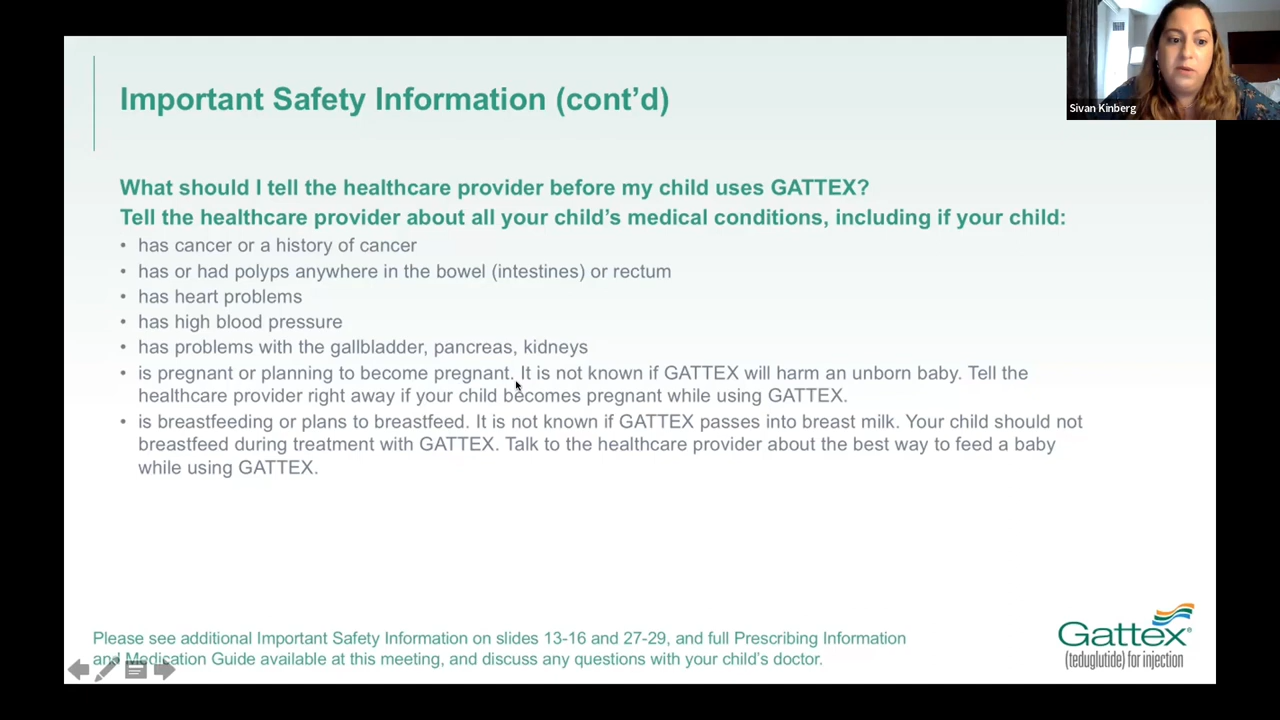 Sivan Kinberg
Important Safety Information (cont’d)
What should I tell the healthcare provider before my child uses GATTEX?
Tell the healthcare provider about all your child’s medical conditions, including if your child:
• has cancer or a history of cancer
• has or had polyps anywhere in the bowel (intestines) or rectum
• has heart problems
• has high blood pressure
• has problems with the gallbladder, pancreas, kidneys
• is pregnant or planning to become pregnant. It is not known if GATTEX will harm an unborn baby. Tell the
healthcare provider right away if your child becomes pregnant while using GATTEX.
• is breastfeeding or plans to breastfeed. It is not known if GATTEX passes into breast milk. Your child should not
breastfeed during treatment with GATTEX. Talk to the healthcare provider about the best way to feed a baby
while using GATTEX.
Please see additional Important Safety Information on slides 13-16 and 27-29, and full Prescribing Information
and Medication Guide available at this meeting, and discuss any questions with your child’s doctor.
Gattex®
(teduglutide) for injection